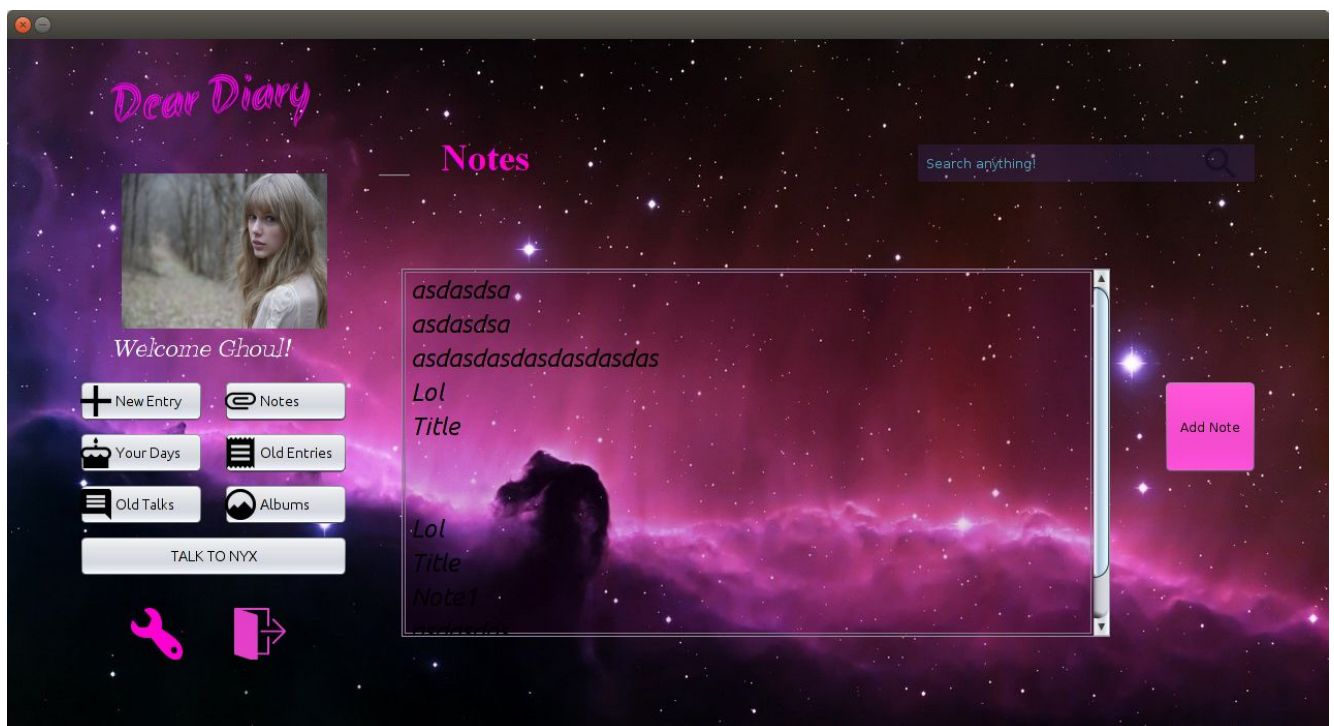 Dear Diary
Notes
Search anything!
Welcome Ghoul!
New Entry
Notes
Your Days
Old Entries
Old Talks
Albums
TALK TO NYX
asdasdsa
asdasdsa
asdasdasdasdasdasdas
Lol
Title
Lol
Title
Note1
Add Note